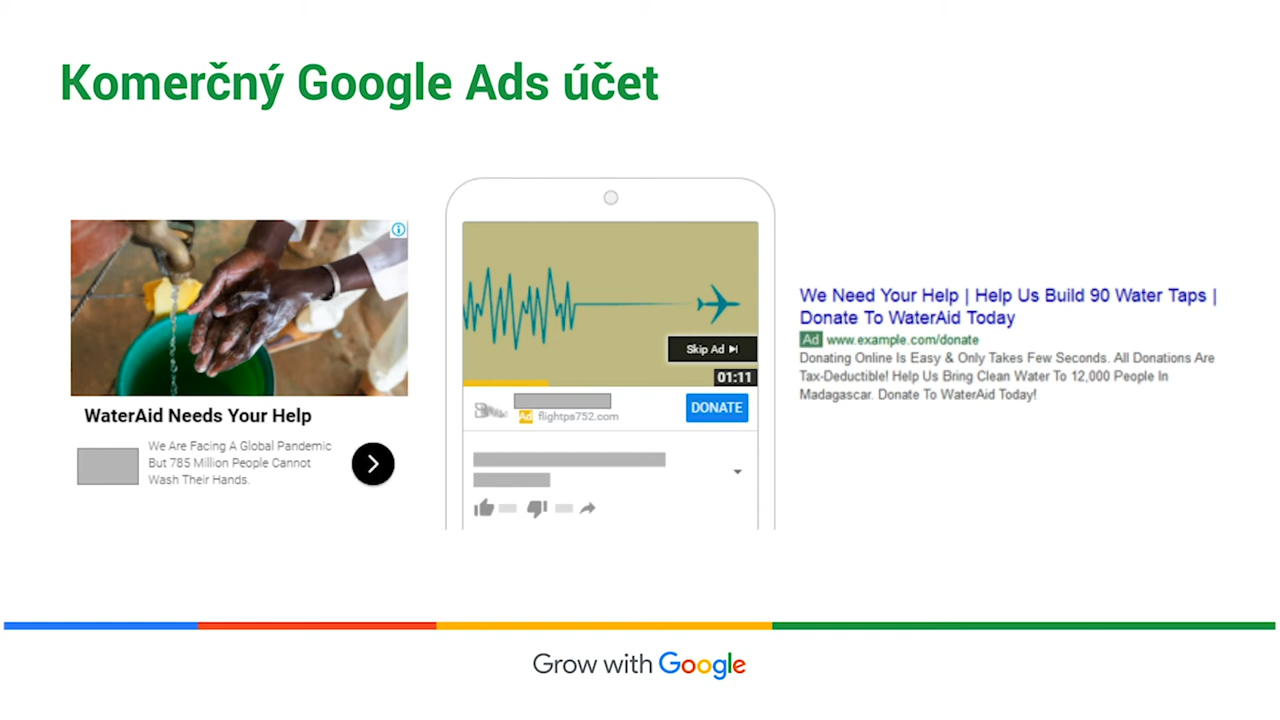 Komerčný Google Ads účet
WaterAid Needs Your Help
We Are Facing A Global Pandemic
But 785 Million People Cannot
Wash Their Hands.
Skip Ad
01:11
Ad flightps752.com
DONATE
We Need Your Help | Help Us Build 90 Water Taps |
Donate To WaterAid Today
Ad www.example.com/donate
Donating Online Is Easy & Only Takes Few Seconds. All Donations Are
Tax-Deductible! Help Us Bring Clean Water To 12,000 People In
Madagascar. Donate To WaterAid Today!
Grow with Google